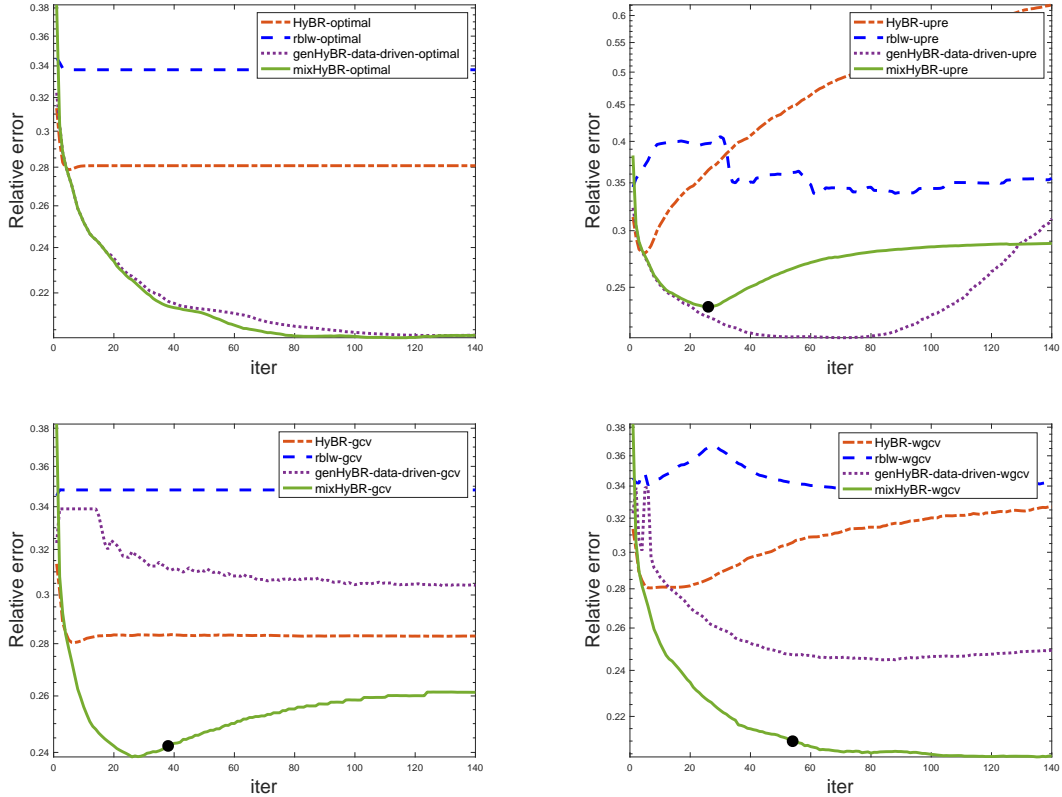 0.38
0.34
0.32
0.3
0.28
0.26
0.24
0.22
Relative error
0 20 40 60 80 100 120 140
iter
HyBR-optimal
rblw-optimal
genHyBR-data-driven-optimal
mixHyBR-optimal
0.6
0.5
0.45
0.4
0.35
0.3
0.25
Relative error
0 20 40 60 80 100 120 140
iter
HyBR-upre
rblw-upre
genHyBR-data-driven-upre
mixHyBR-upre
0.38
0.36
0.34
0.32
0.3
0.28
0.26
0.24
Relative error
0 20 40 60 80 100 120 140
iter
HyBR-gcv
rblw-gcv
genHyBR-data-driven-gcv
mixHyBR-gcv
0.38
0.36
0.34
0.32
0.3
0.28
0.26
0.24
0.22
Relative error
0 20 40 60 80 100 120 140
iter
HyBR-wgcv
rblw-wgcv
genHyBR-data-driven-wgcv
mixHyBR-wgcv